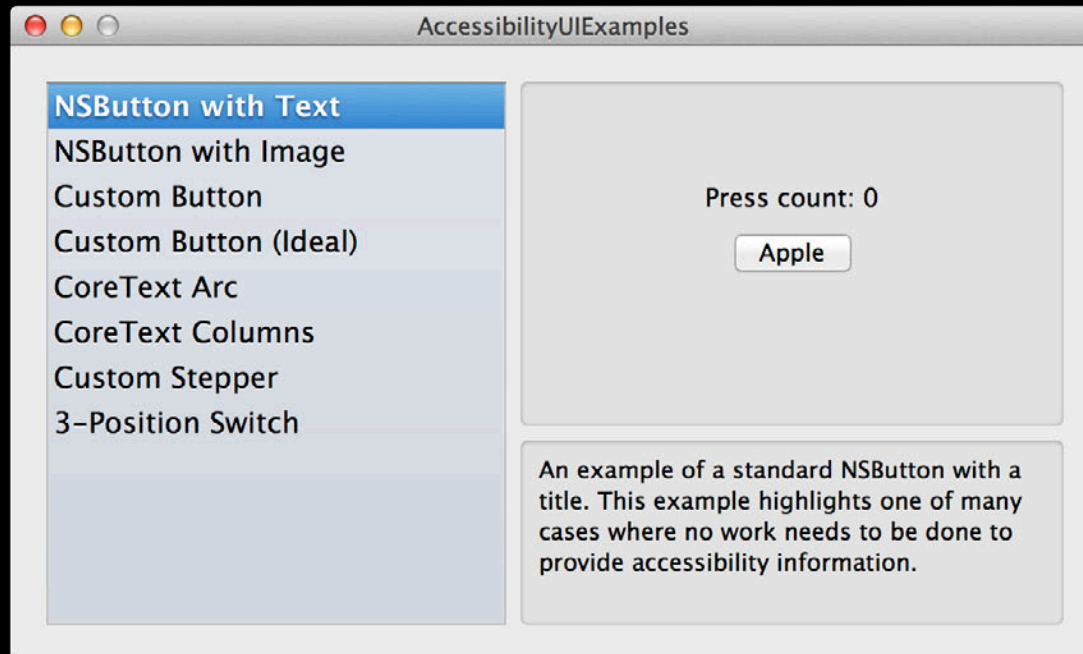 AccessibilityUIExamples
NSButton with Text
NSButton with Image
Custom Button
Custom Button (Ideal)
CoreText Arc
CoreText Columns
Custom Stepper
3-Position Switch
Press count: 0
Apple
An example of a standard NSButton with a
title. This example highlights one of many
cases where no work needs to be done to
provide accessibility information.